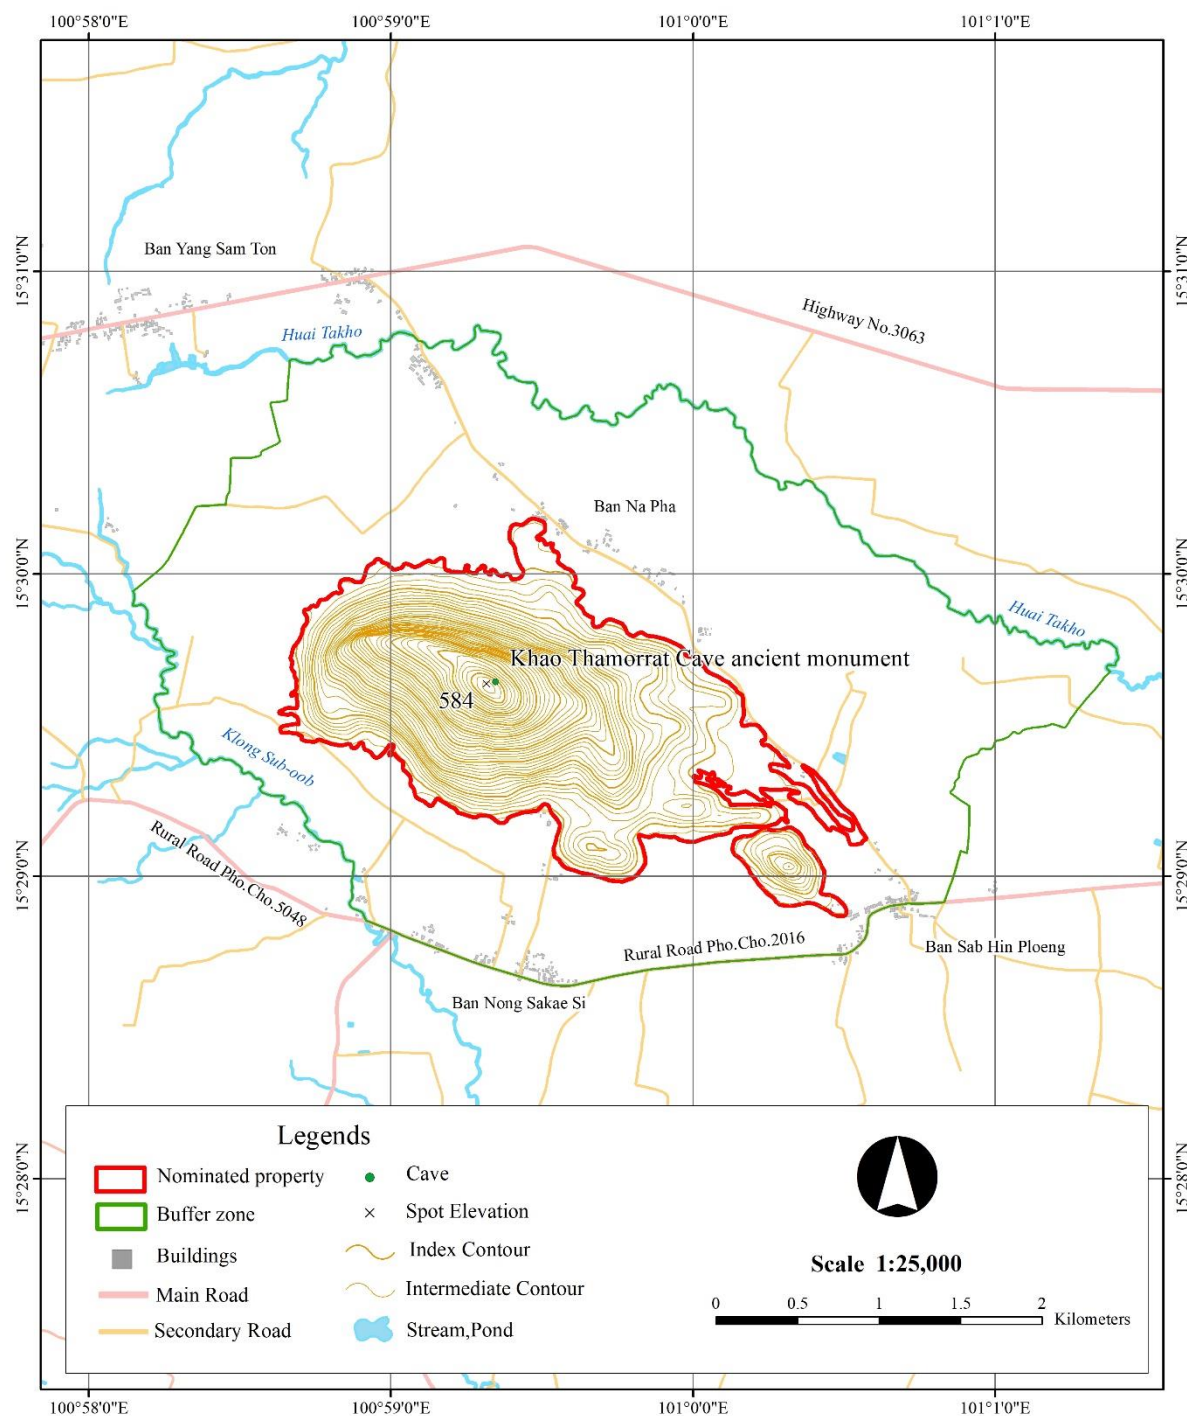 100°58'0"E
100°59'0"E
101°0'0"E
101°1'0"E
15°31'0"N
15°31'0"N
15°30'0"N
15°30'0"N
15°29'0"N
15°29'0"N
15°28'0"N
15°28'0"N
Ban Yang Sam Ton
Huai Takho
Highway No.3063
Ban Na Pha
Huai Takho
Khao Thamorrat Cave ancient monument
584
Klong Sub-oob
Rural Road Pho.Cho.5048
Rural Road Pho.Cho.2016
Ban Sab Hin Ploeng
Ban Nong Sakae Si
Legends
Nominated property
Buffer zone
Buildings
Main Road
Secondary Road
Cave
Spot Elevation
Index Contour
Intermediate Contour
Stream,Pond
Scale 1:25,000
0 0.5 1 1.5 2
Kilometers
100°58'0"E
100°59'0"E
101°0'0"E
101°1'0"E